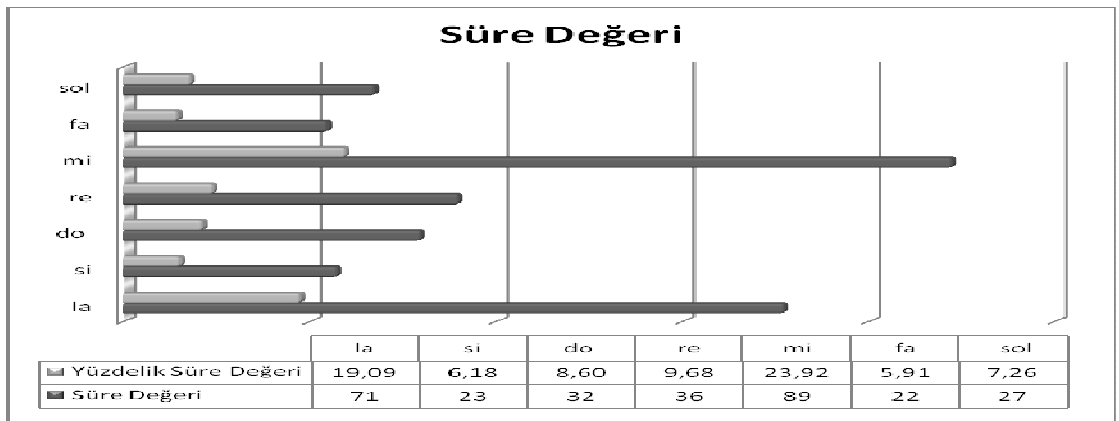 Süre Değeri
sol
fa
mi
re
do
si
la
la si do re mi fa sol
Yüzdelik Süre Değeri 19,09 6,18 8,60 9,68 23,92 5,91 7,26
Süre Değeri 71 23 32 36 89 22 27